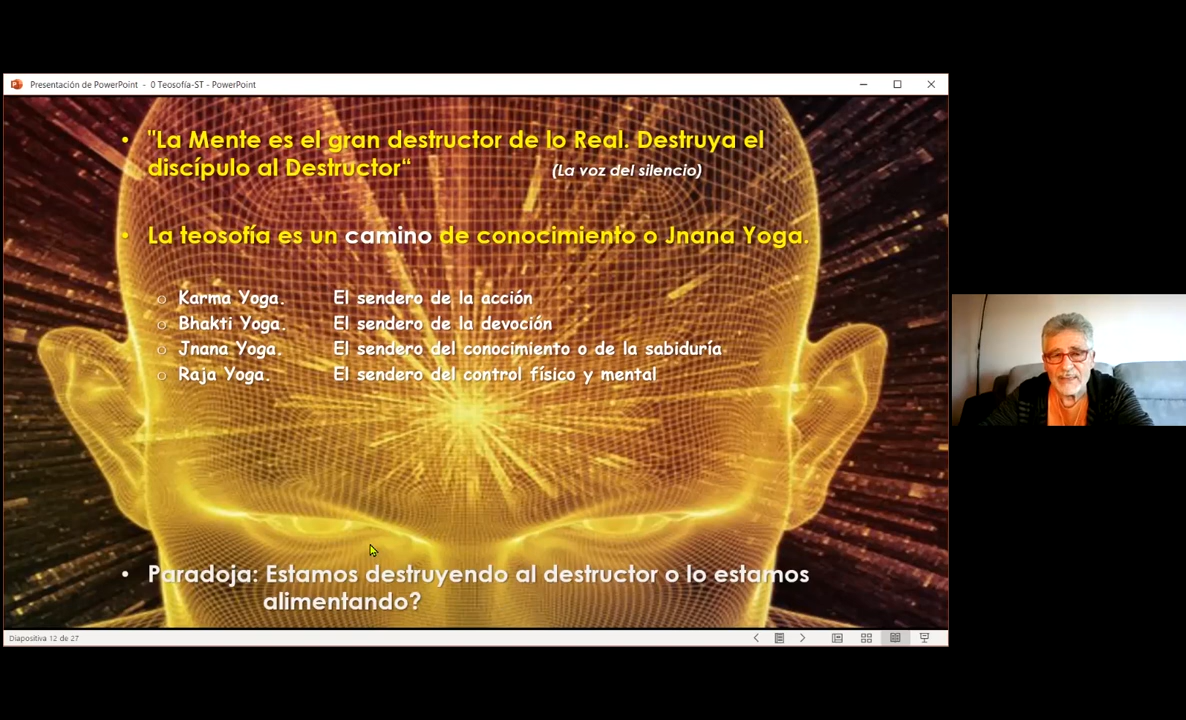 Presentación de PowerPoint - 0 Teosofía-ST - PowerPoint
• "La Mente es el gran destructor de lo Real. Destruya el
discípulo al Destructor“ (La voz del silencio)
• La teosofía es un camino de conocimiento o Jnana Yoga.
○ Karma Yoga. El sendero de la acción
○ Bhakti Yoga. El sendero de la devoción
○ Jnana Yoga. El sendero del conocimiento o de la sabiduría
○ Raja Yoga. El sendero del control físico y mental
• Paradoja: Estamos destruyendo al destructor o lo estamos
alimentando?
Diapositiva 12 de 27